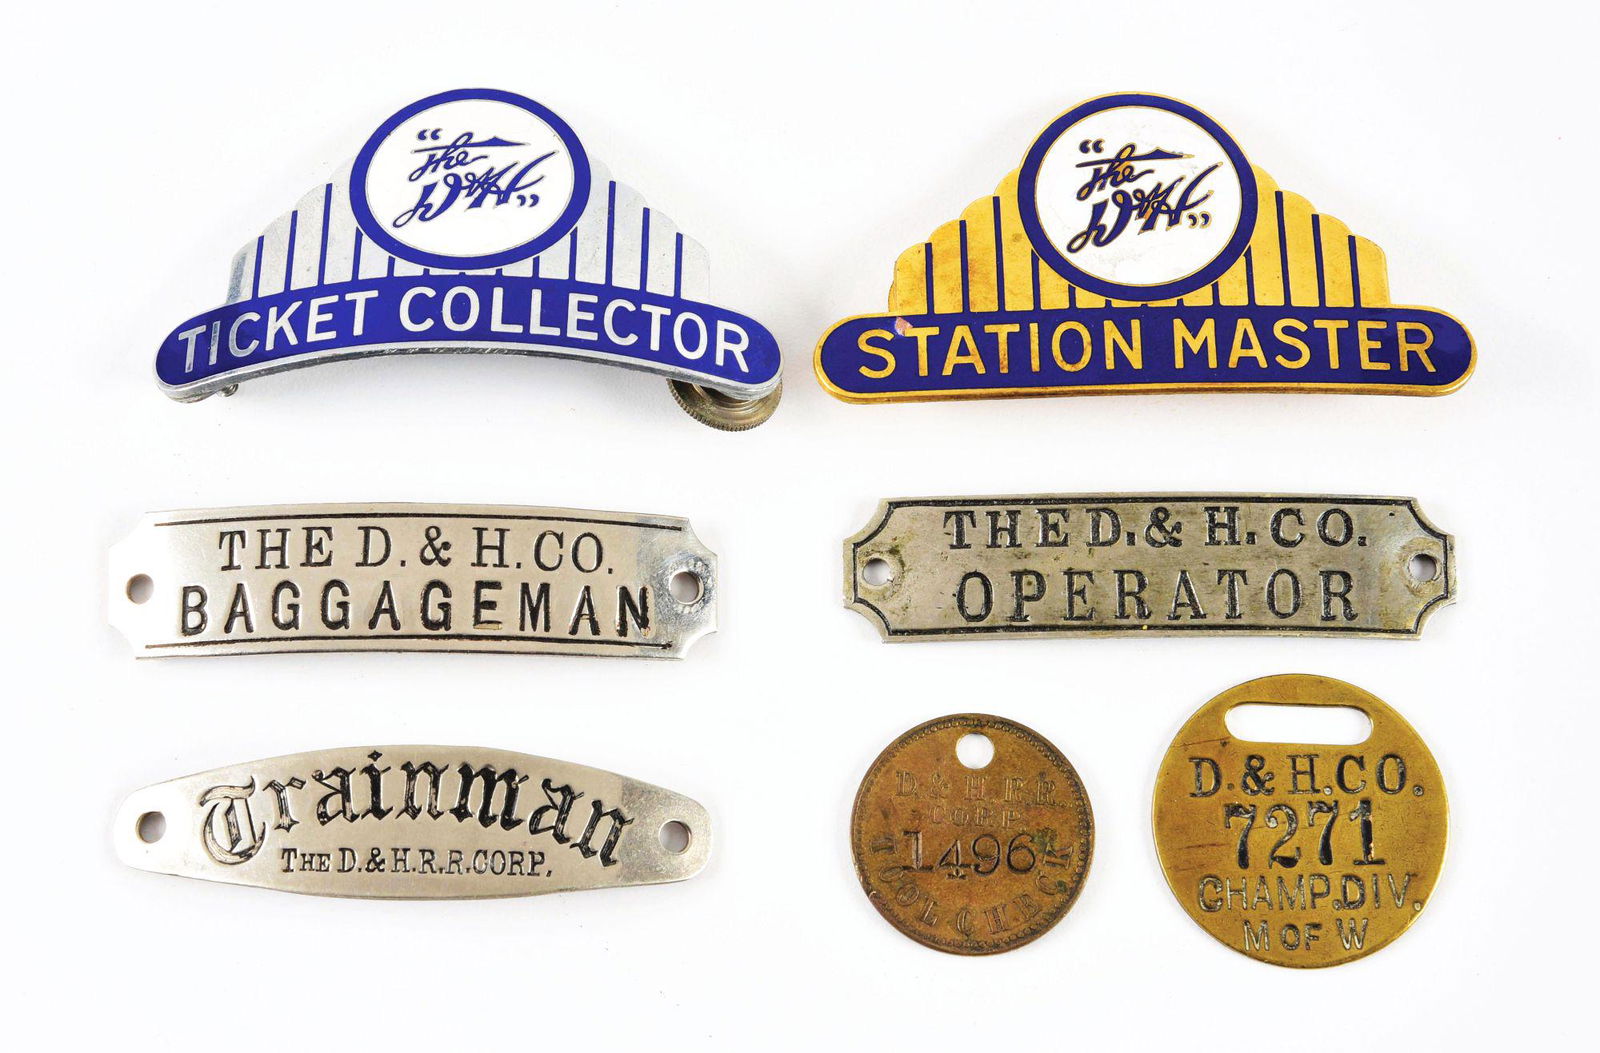 “The
D&H”
TICKET COLLECTOR
“The
D&H”
STATION MASTER
THE D. & H. CO.
BAGGAGEMAN
THE D. & H. CO.
OPERATOR
Trainman
THE D. & H. R. R. CORP.
D. & H. R.R.
CORP
1496
TOOL CHECK
D. & H. CO.
7271
CHAMP. DIV.
M OF W